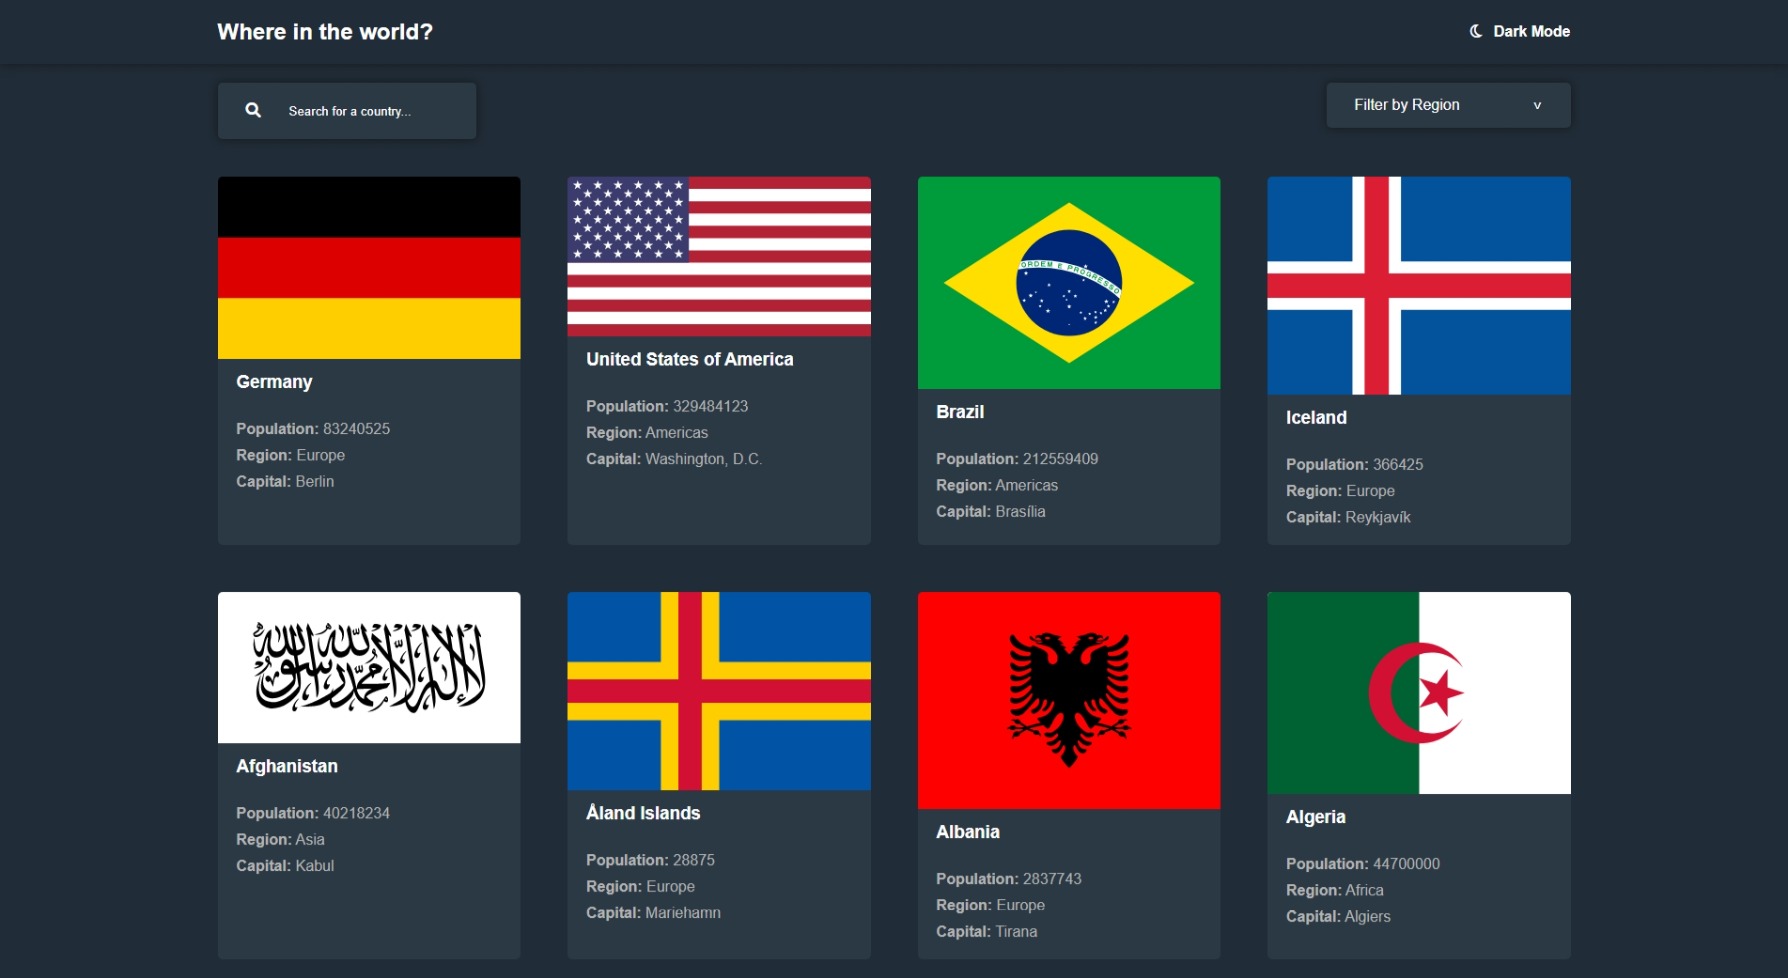 Where in the world?
Dark Mode
Search for a country...
Filter by Region
v
ORDEM E PROGRESSO
Germany
Population: 83240525
Region: Europe
Capital: Berlin
United States of America
Population: 329484123
Region: Americas
Capital: Washington, D.C.
Brazil
Population: 212559409
Region: Americas
Capital: Brasília
Iceland
Population: 366425
Region: Europe
Capital: Reykjavík
لا إله إلا الله محمد رسول الله
Afghanistan
Population: 40218234
Region: Asia
Capital: Kabul
Åland Islands
Population: 28875
Region: Europe
Capital: Mariehamn
Albania
Population: 2837743
Region: Europe
Capital: Tirana
Algeria
Population: 44700000
Region: Africa
Capital: Algiers